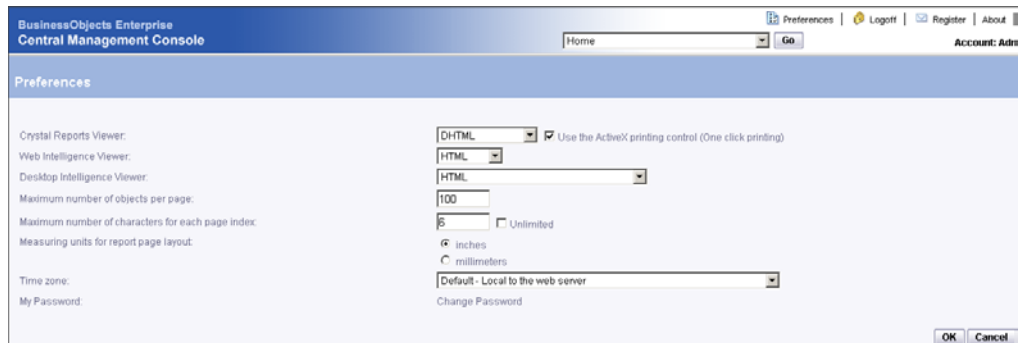 BusinessObjects Enterprise
Central Management Console
Preferences | Logoff | Register | About
Home Go Account: Adm
Preferences
Crystal Reports Viewer: DHTML Use the ActiveX printing control (One click printing)
Web Intelligence Viewer: HTML
Desktop Intelligence Viewer: HTML
Maximum number of objects per page: 100
Maximum number of characters for each page index: 6 Unlimited
Measuring units for report page layout: inches
millimeters
Time zone: Default - Local to the web server
My Password: Change Password
OK Cancel